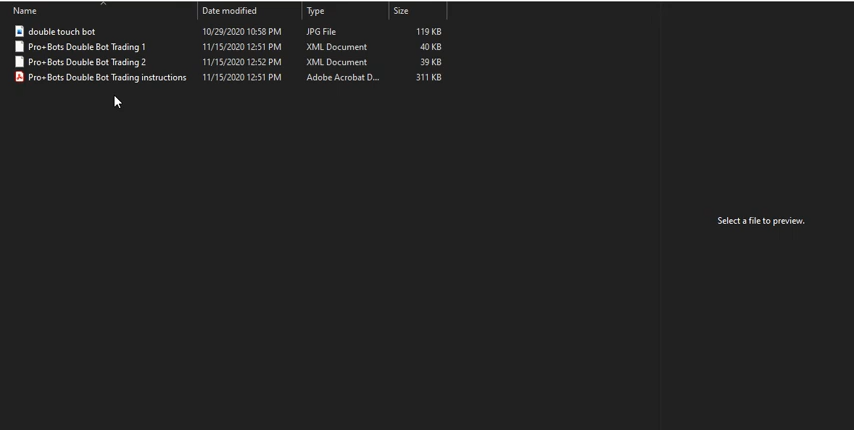 Name Date modified Type Size
double touch bot 10/29/2020 10:58 PM JPG File 119 KB
Pro+Bots Double Bot Trading 1 11/15/2020 12:51 PM XML Document 40 KB
Pro+Bots Double Bot Trading 2 11/15/2020 12:52 PM XML Document 39 KB
Pro+Bots Double Bot Trading instructions 11/15/2020 12:51 PM Adobe Acrobat D... 311 KB
Select a file to preview.